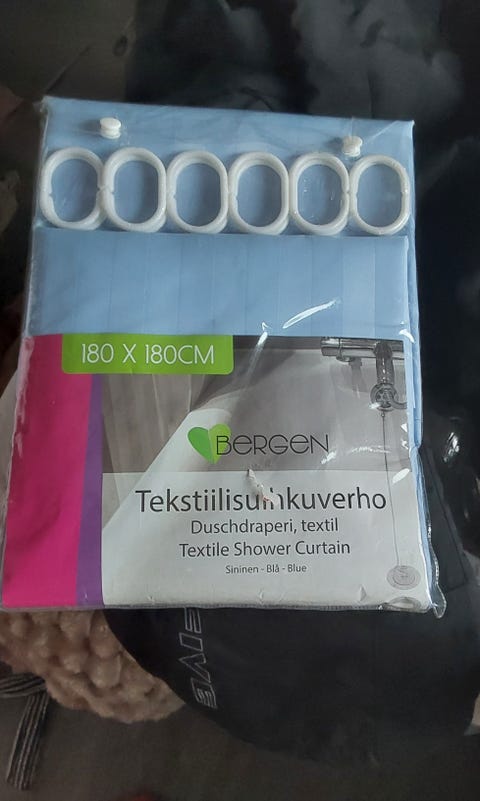 180 X 180CM
BERGEN
Tekstiilisuihkuverho
Duschdraperi, textil
Textile Shower Curtain
Sininen - Blå - Blue